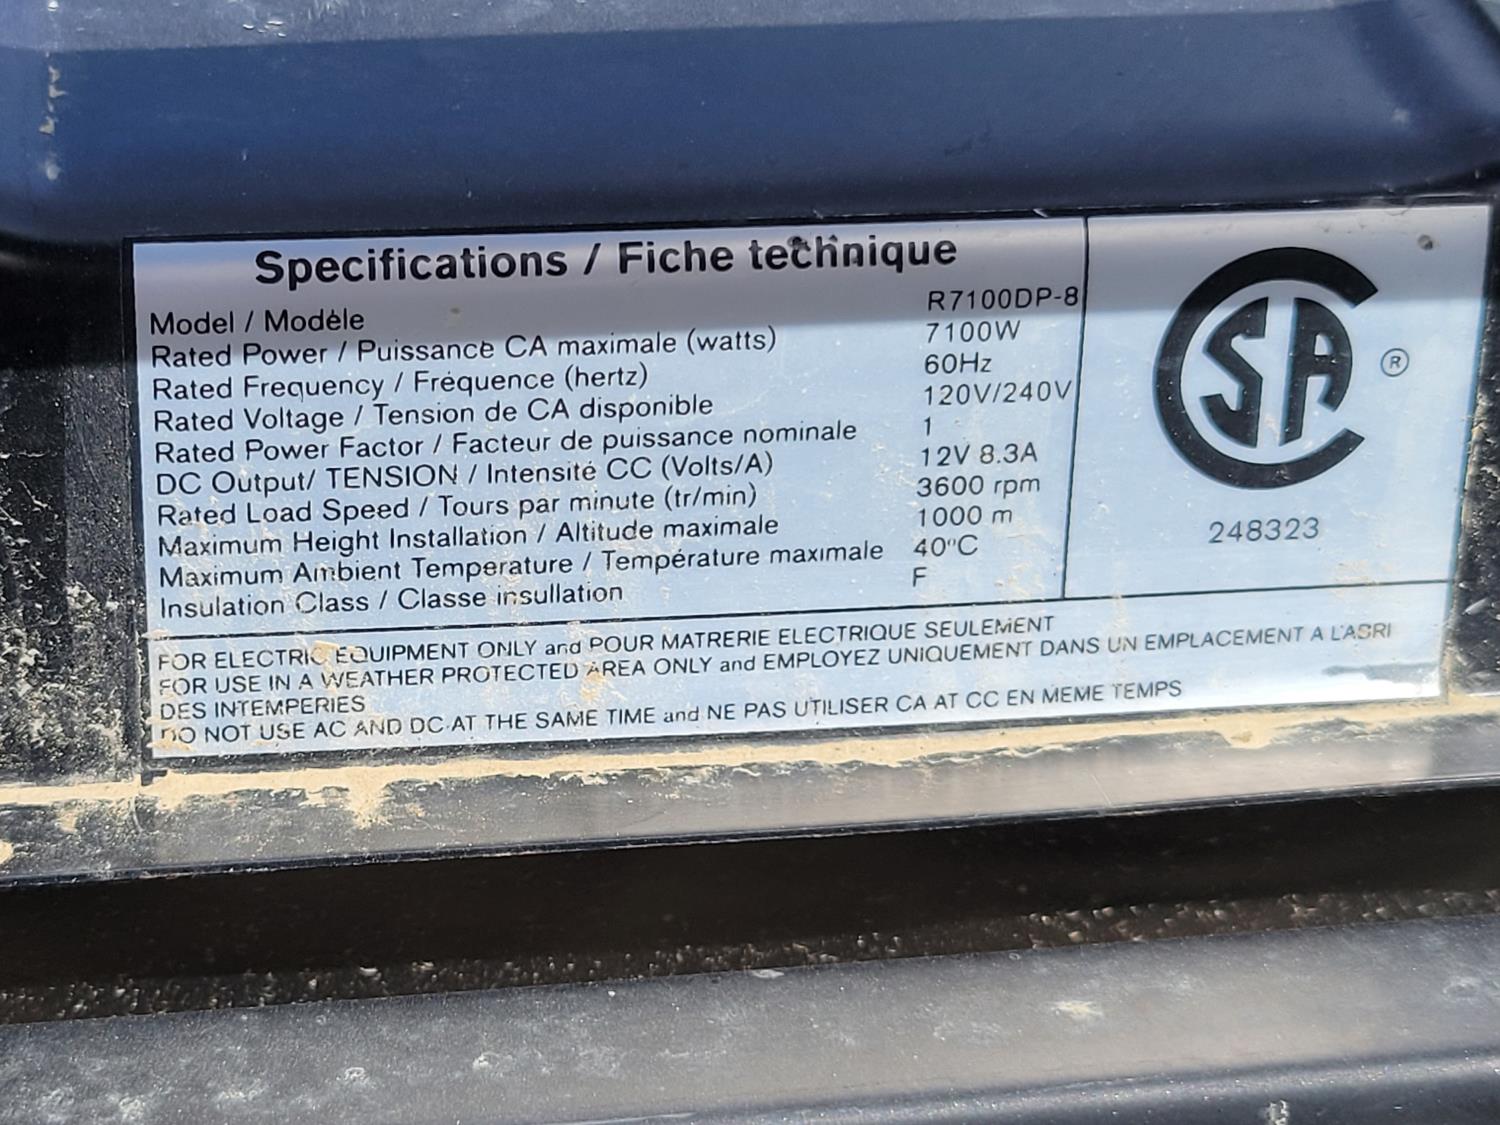 Specifications / Fiche technique
Model / Modèle R7100DP-8
Rated Power / Puissance CA maximale (watts) 7100W
Rated Frequency / Fréquence (hertz) 60Hz
Rated Voltage / Tension de CA disponible 120V/240V
Rated Power Factor / Facteur de puissance nominale 1
DC Output/ TENSION / Intensité CC (Volts/A) 12V 8.3A
Rated Load Speed / Tours par minute (tr/min) 3600 rpm
Maximum Height Installation / Altitude maximale 1000 m
Maximum Ambient Temperature / Température maximale 40°C
Insulation Class / Classe insullation F
CSA ®
248323
FOR ELECTRIC EQUIPMENT ONLY and POUR MATRERIE ELECTRIQUE SEULEMENT
FOR USE IN A WEATHER PROTECTED AREA ONLY and EMPLOYEZ UNIQUEMENT DANS UN EMPLACEMENT A L'ABRI
DES INTEMPERIES
DO NOT USE AC AND DC AT THE SAME TIME and NE PAS UTILISER CA AT CC EN MEME TEMPS